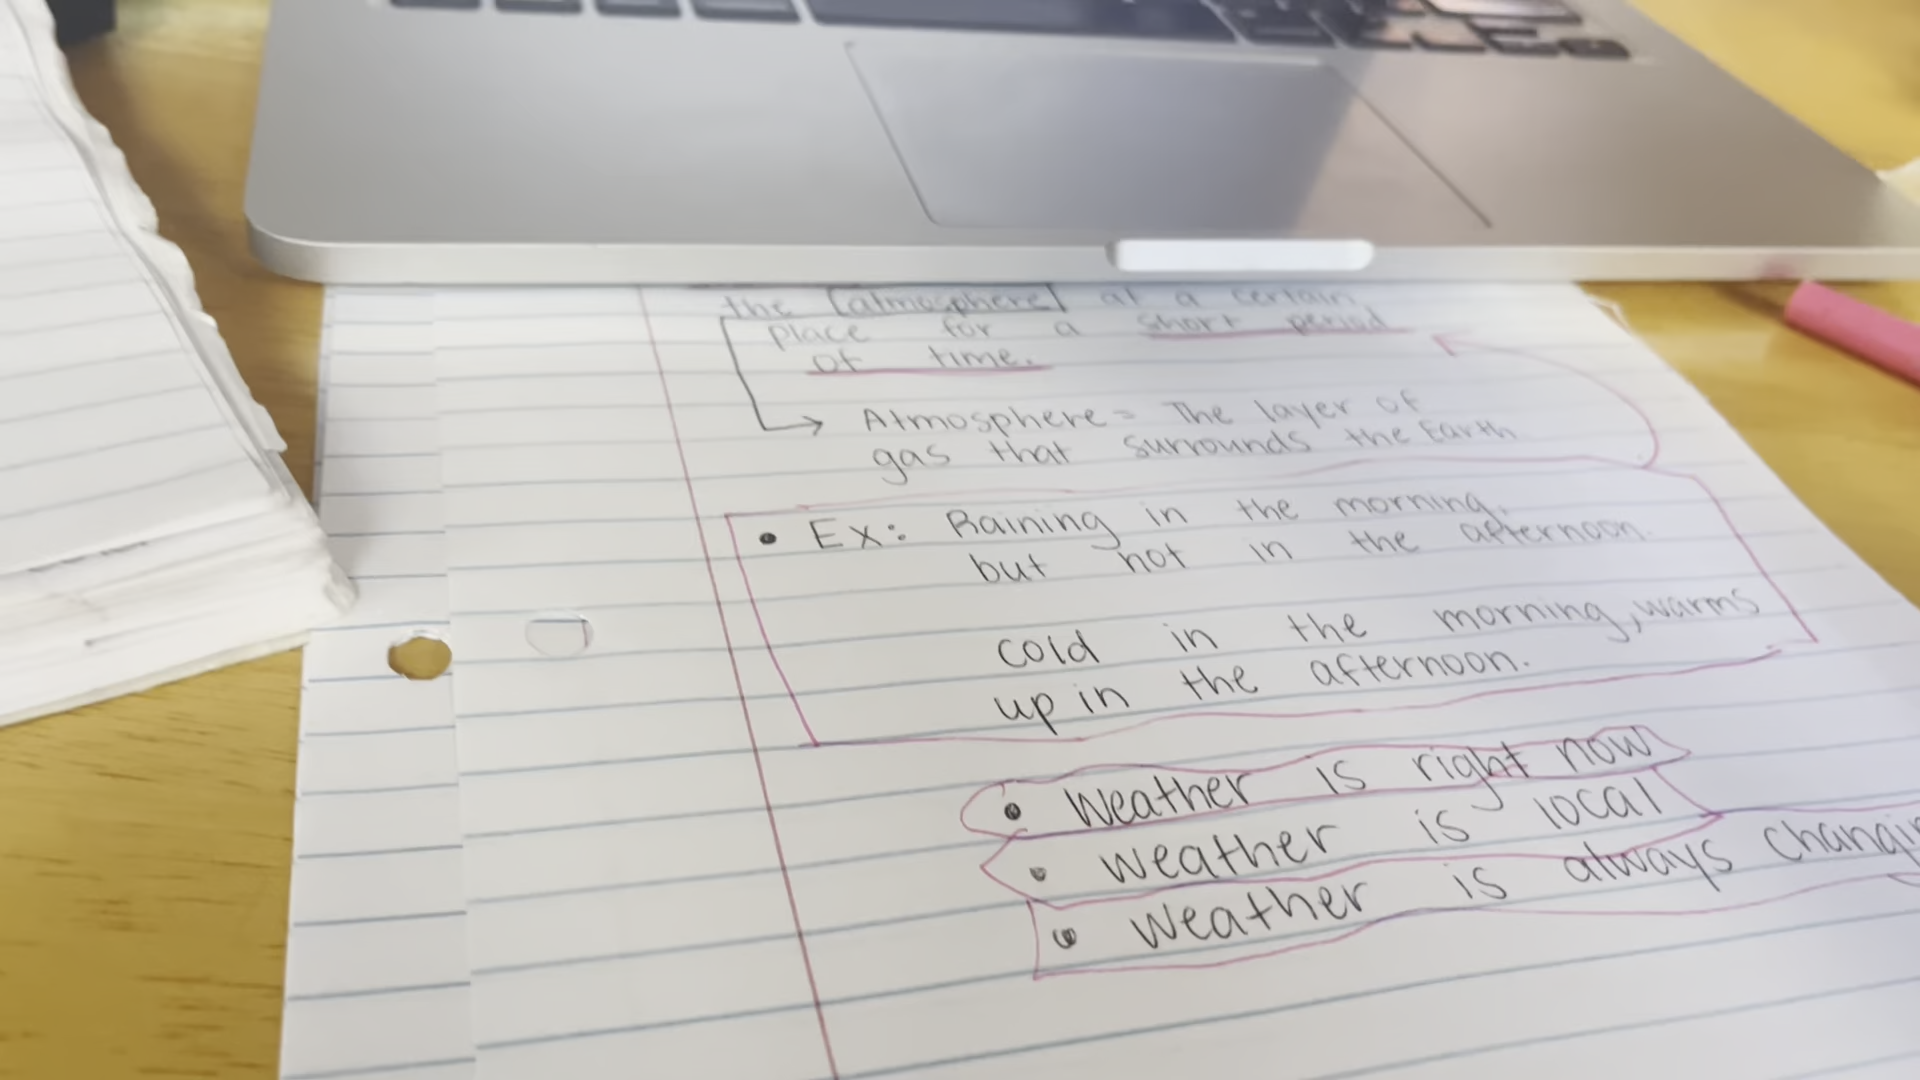 the [atmosphere] at a certain
place for a short period
of time.
→ Atmosphere = The layer of
gas that surrounds the Earth
• Ex: Raining in the morning,
but not in the afternoon.
cold in the morning, warms
up in the afternoon.
• Weather is right now
• weather is local
• weather is always